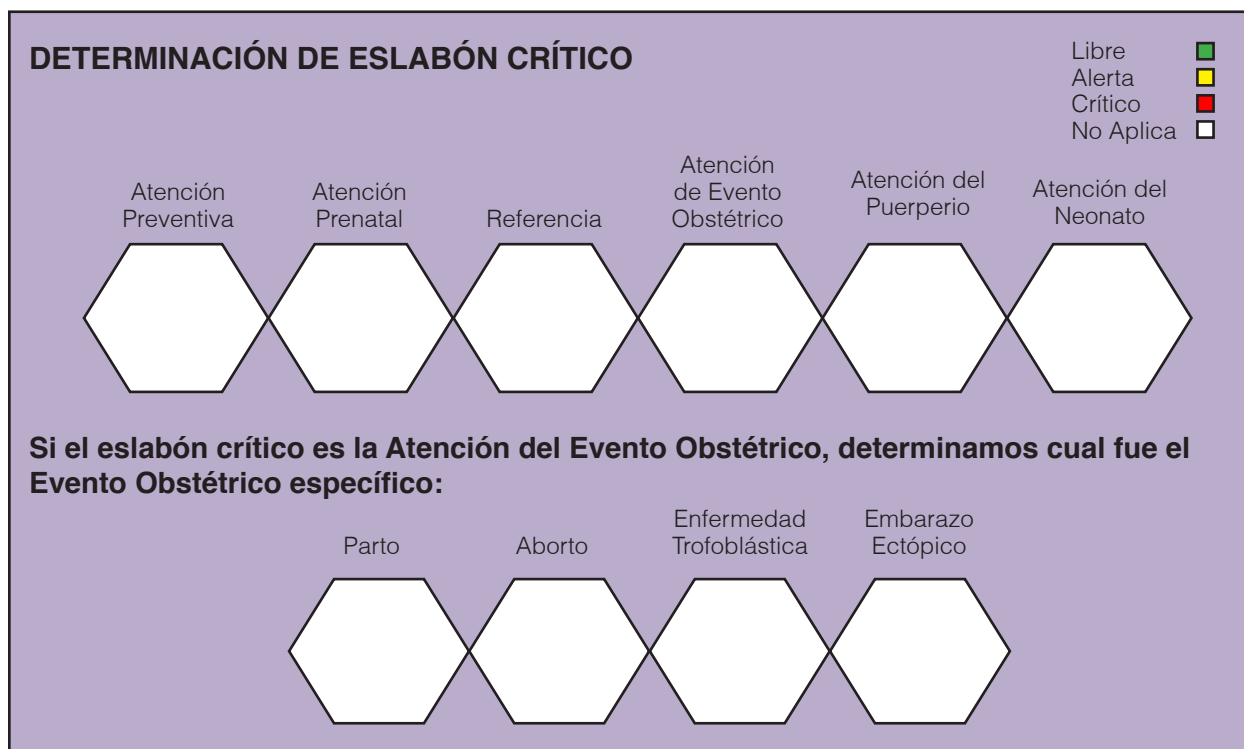 DETERMINACIÓN DE ESLABÓN CRÍTICO
Libre
Alerta
Crítico
No Aplica
Atención
Preventiva
Atención
Prenatal
Referencia
Atención
de Evento
Obstétrico
Atención del
Puerperio
Atención del
Neonato
Si el eslabón crítico es la Atención del Evento Obstétrico, determinamos cual fue el
Evento Obstétrico específico:
Parto
Aborto
Enfermedad
Trofoblástica
Embarazo
Ectópico